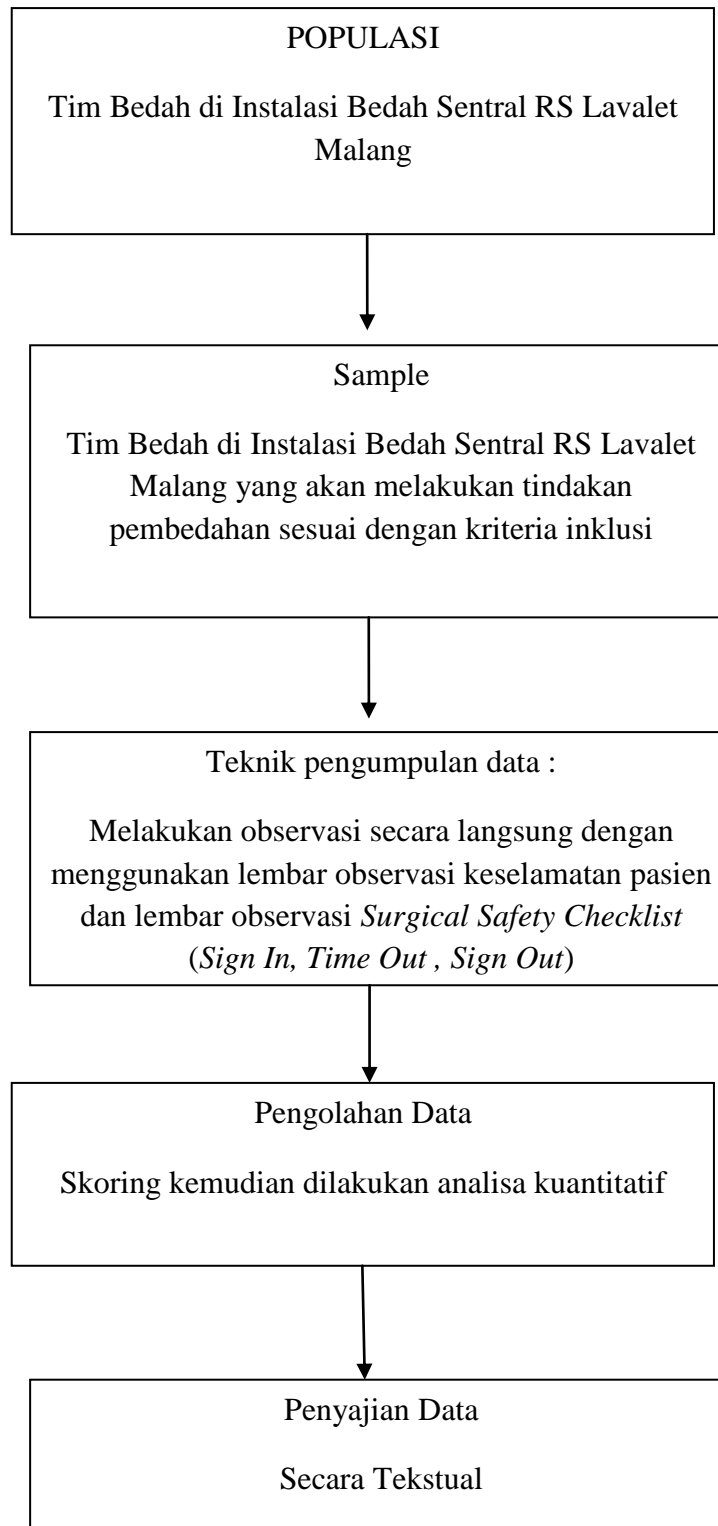 POPULASI
Tim Bedah di Instalasi Bedah Sentral RS Lavalet
Malang
Sample
Tim Bedah di Instalasi Bedah Sentral RS Lavalet
Malang yang akan melakukan tindakan
pembedahan sesuai dengan kriteria inklusi
Teknik pengumpulan data :
Melakukan observasi secara langsung dengan
menggunakan lembar observasi keselamatan pasien
dan lembar observasi Surgical Safety Checklist
(Sign In, Time Out , Sign Out)
Pengolahan Data
Skoring kemudian dilakukan analisa kuantitatif
Penyajian Data
Secara Tekstual